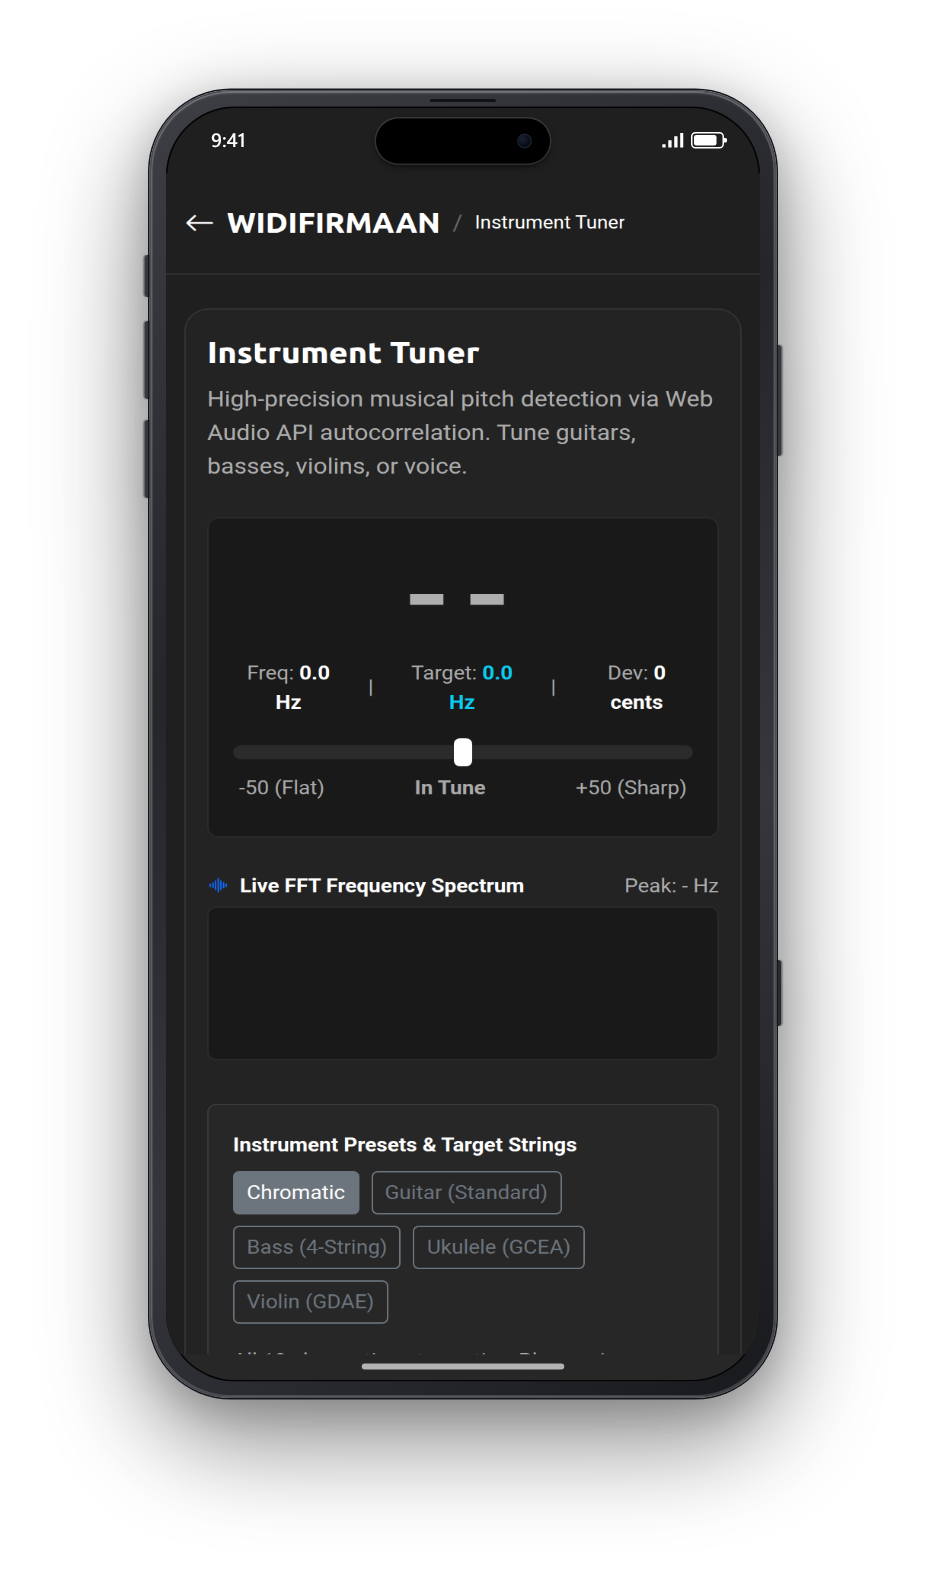 9:41
WIDIFIRMAAN / Instrument Tuner
Instrument Tuner
High-precision musical pitch detection via Web
Audio API autocorrelation. Tune guitars,
basses, violins, or voice.
– –
Freq: 0.0 Hz | Target: 0.0 Hz | Dev: 0 cents
-50 (Flat) In Tune +50 (Sharp)
Live FFT Frequency Spectrum Peak: - Hz
Instrument Presets & Target Strings
Chromatic Guitar (Standard)
Bass (4-String) Ukulele (GCEA)
Violin (GDAE)